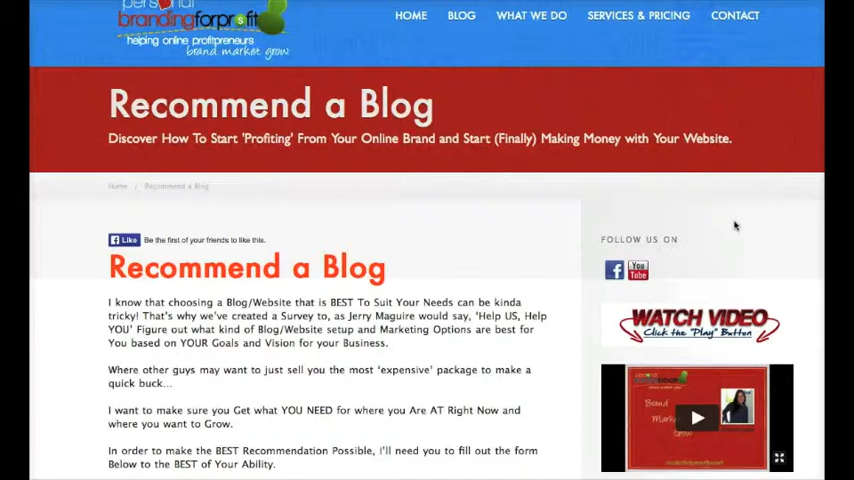 personal
brandingforprofit
helping online profitpreneurs
brand market grow
HOME BLOG WHAT WE DO SERVICES & PRICING CONTACT
Recommend a Blog
Discover How To Start 'Profiting' From Your Online Brand and Start (Finally) Making Money with Your Website.
Home / Recommend a Blog
Like Be the first of your friends to like this.
Recommend a Blog
I know that choosing a Blog/Website that is BEST To Suit Your Needs can be kinda
tricky! That's why we've created a Survey to, as Jerry Maguire would say, 'Help US, Help
YOU' Figure out what kind of Blog/Website setup and Marketing Options are best for
You based on YOUR Goals and Vision for your Business.
Where other guys may want to just sell you the most 'expensive' package to make a
quick buck...
I want to make sure you Get what YOU NEED for where you Are AT Right Now and
where you want to Grow.
In order to make the BEST Recommendation Possible, I'll need you to fill out the form
Below to the BEST of Your Ability.
FOLLOW US ON
You
Tube
WATCH VIDEO
Click the "Play" Button
Brand